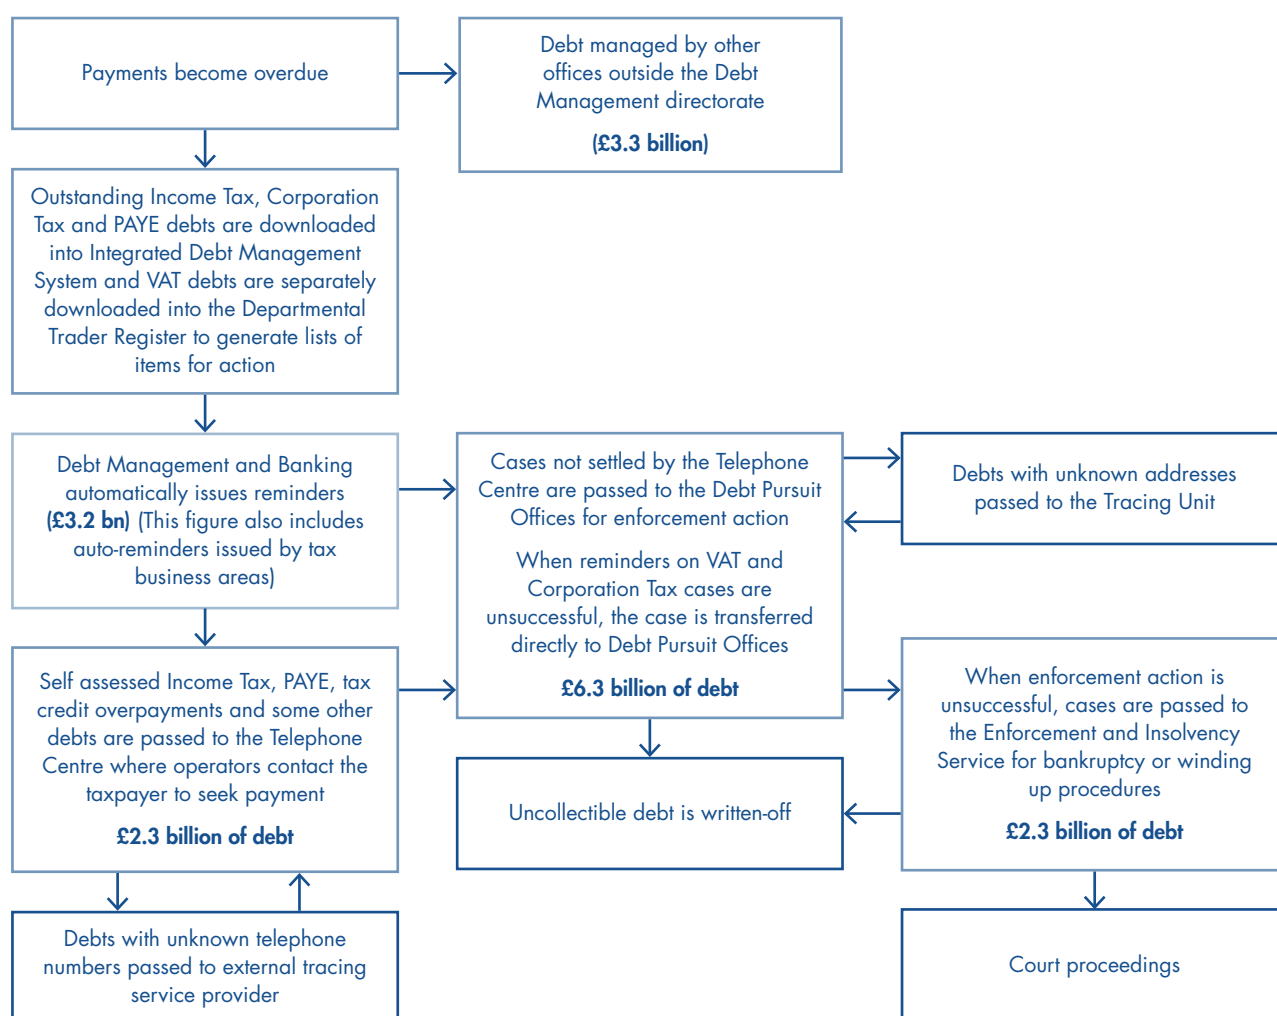 Payments become overdue
Debt managed by other
offices outside the Debt
Management directorate
(£3.3 billion)
Outstanding Income Tax, Corporation
Tax and PAYE debts are downloaded
into Integrated Debt Management
System and VAT debts are separately
downloaded into the Departmental
Trader Register to generate lists of
items for action
Debt Management and Banking
automatically issues reminders
(£3.2 bn) (This figure also includes
auto-reminders issued by tax
business areas)
Cases not settled by the Telephone
Centre are passed to the Debt Pursuit
Offices for enforcement action
When reminders on VAT and
Corporation Tax cases are
unsuccessful, the case is transferred
directly to Debt Pursuit Offices
£6.3 billion of debt
Debts with unknown addresses
passed to the Tracing Unit
Self assessed Income Tax, PAYE, tax
credit overpayments and some other
debts are passed to the Telephone
Centre where operators contact the
taxpayer to seek payment
£2.3 billion of debt
Uncollectible debt is written-off
When enforcement action is
unsuccessful, cases are passed to
the Enforcement and Insolvency
Service for bankruptcy or winding
up procedures
£2.3 billion of debt
Debts with unknown telephone
numbers passed to external tracing
service provider
Court proceedings